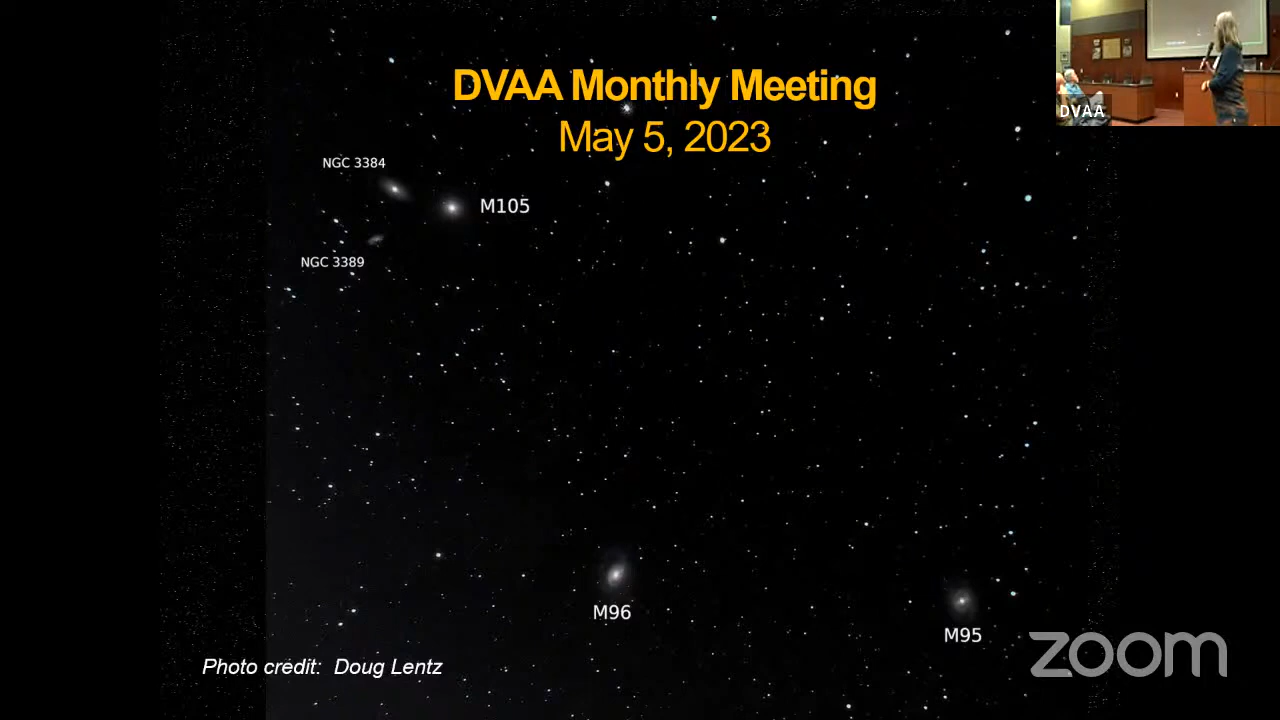 DVAA Monthly Meeting
May 5, 2023
DVAA
NGC 3384
M105
NGC 3389
M96
M95
Photo credit: Doug Lentz
zoom